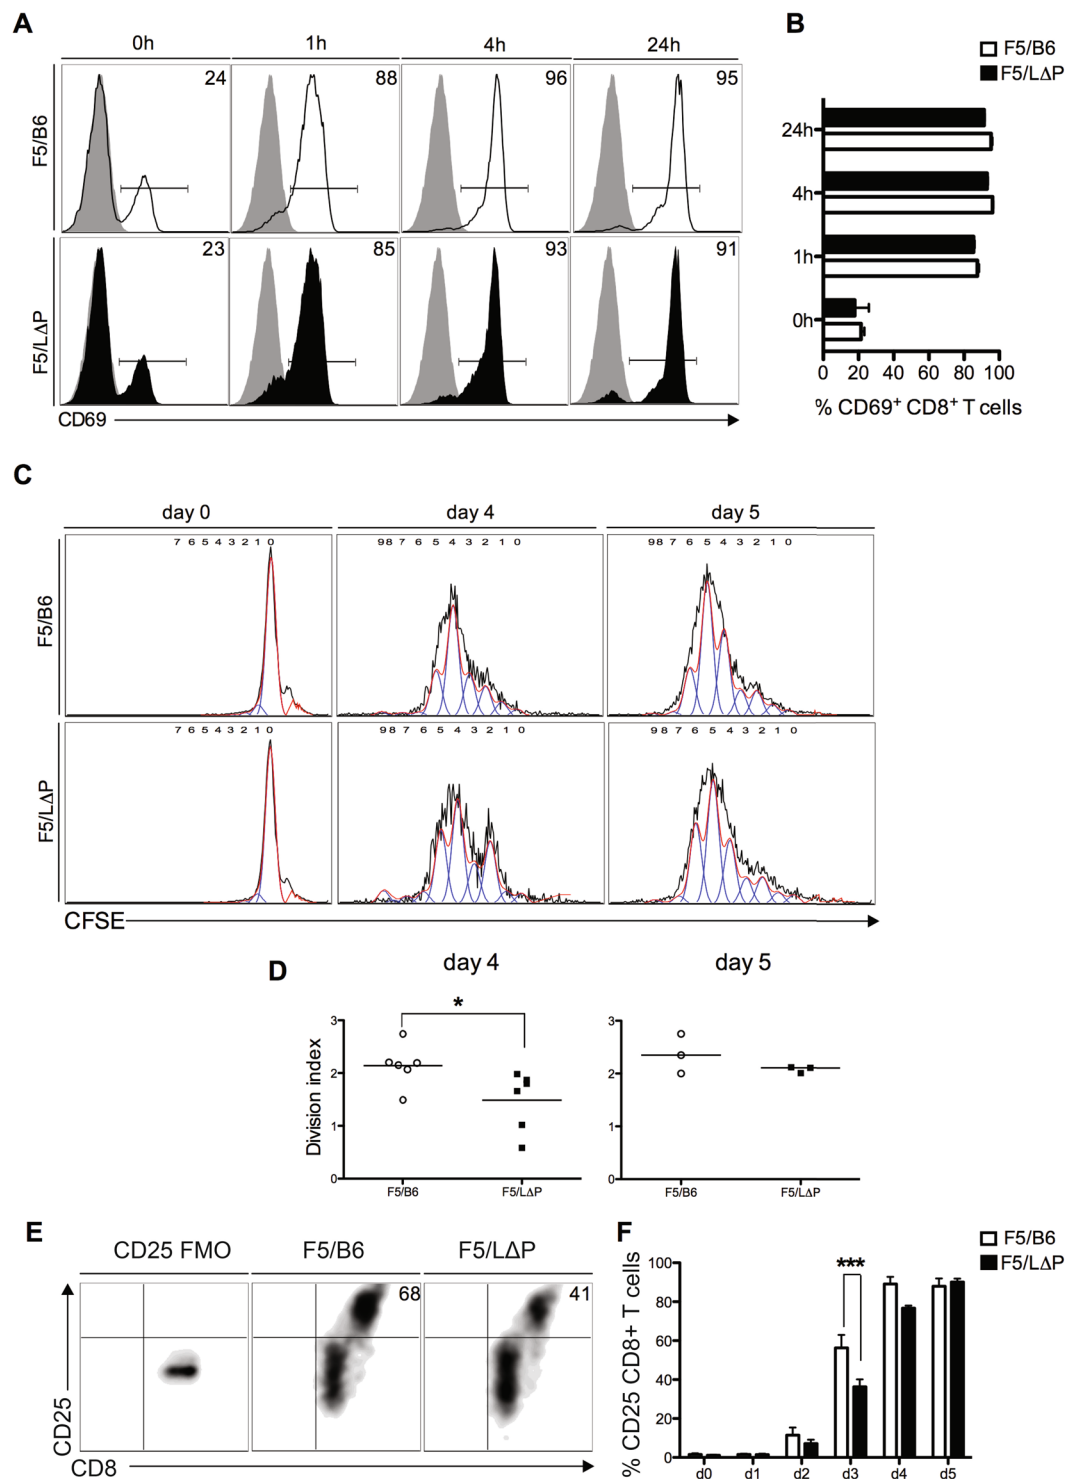 A
0h 1h 4h 24h
F5/B6
24 88 96 95
F5/LΔP
23 85 93 91
CD69
B
F5/B6
F5/LΔP
24h
4h
1h
0h
0 20 40 60 80 100
% CD69+ CD8+ T cells
C
day 0 day 4 day 5
F5/B6
7 6 5 4 3 2 1 0
9 8 7 6 5 4 3 2 1 0
9 8 7 6 5 4 3 2 1 0
F5/LΔP
7 6 5 4 3 2 1 0
9 8 7 6 5 4 3 2 1 0
9 8 7 6 5 4 3 2 1 0
CFSE
D
day 4 day 5
*
Division index
3
2
1
0
F5/B6 F5/LΔP
3
2
1
0
F5/B6 F5/LΔP
E
CD25 FMO F5/B6 F5/LΔP
68 41
CD25
CD8
F
F5/B6
F5/LΔP
***
% CD25 CD8+ T cells
100
80
60
40
20
0
d0 d1 d2 d3 d4 d5